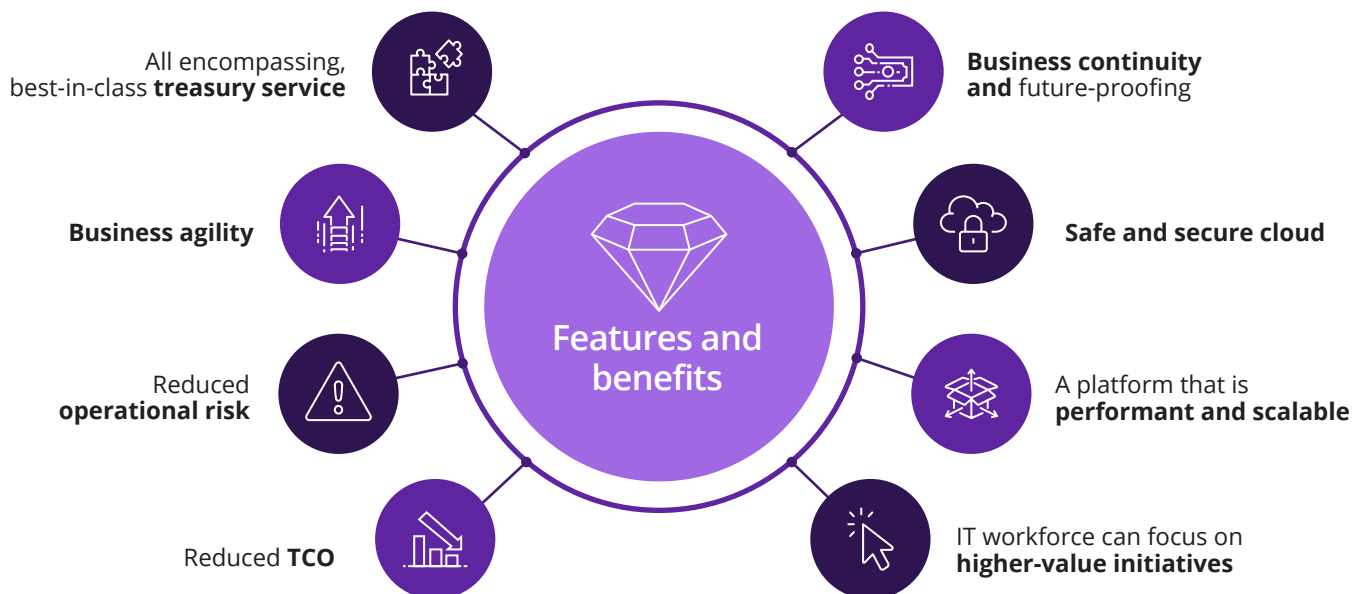 All encompassing,
best-in-class treasury service
Business agility
Reduced
operational risk
Reduced TCO
Features and
benefits
Business continuity
and future-proofing
Safe and secure cloud
A platform that is
performant and scalable
IT workforce can focus on
higher-value initiatives